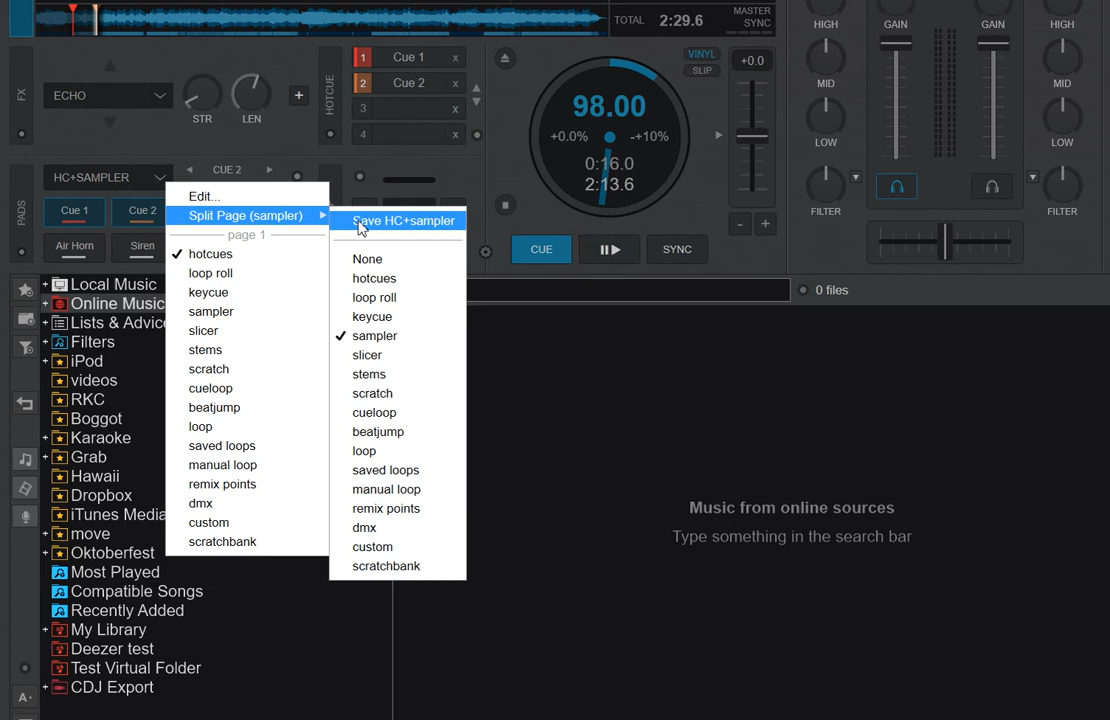 TOTAL 2:29.6 MASTER SYNC
HIGH GAIN GAIN HIGH
FX
ECHO
STR LEN
+
HOTCUE
1 Cue 1 x
2 Cue 2 x
3 x
4 x
VINYL
SLIP
98.00
+0.0% -+10%
0:16.0
2:13.6
+0.0
- +
CUE
SYNC
MID MID
LOW LOW
FILTER FILTER
PADS
HC+SAMPLER
CUE 2
Cue 1 Cue 2
Air Horn Siren
Edit...
Split Page (sampler)
page 1
✔ hotcues
loop roll
keycue
sampler
slicer
stems
scratch
cueloop
beatjump
loop
saved loops
manual loop
remix points
dmx
custom
scratchbank
Save HC+sampler
None
hotcues
loop roll
keycue
✔ sampler
slicer
stems
scratch
cueloop
beatjump
loop
saved loops
manual loop
remix points
dmx
custom
scratchbank
+ Local Music
+ Online Music
+ Lists & Advic
+ Filters
+ iPod
videos
RKC
Boggot
+ Karaoke
+ Grab
Hawaii
Dropbox
iTunes Media
+ move
+ Oktoberfest
Most Played
Compatible Songs
Recently Added
+ My Library
Deezer test
Test Virtual Folder
+ CDJ Export
A+
0 files
Music from online sources
Type something in the search bar